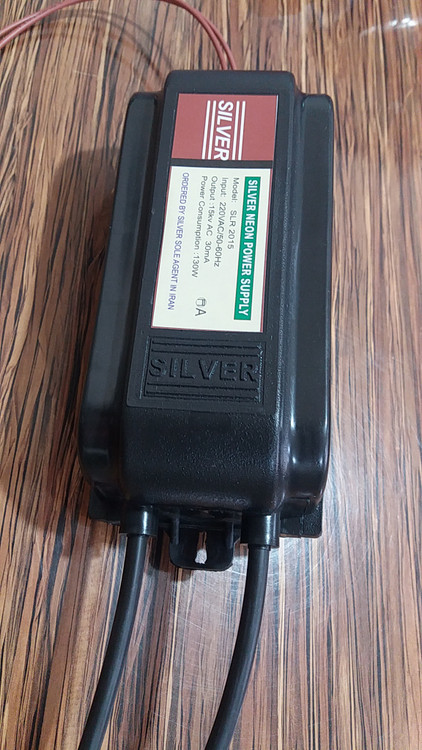 SILVER
SILVER NEON POWER SUPPLY
Model: SLR 2015
Input: 220VAC/50-60Hz
Output :15kv AC 30mA
Power Consumption :130W
A
ORDERED BY SILVER SOLE AGENT IN IRAN
SILVER